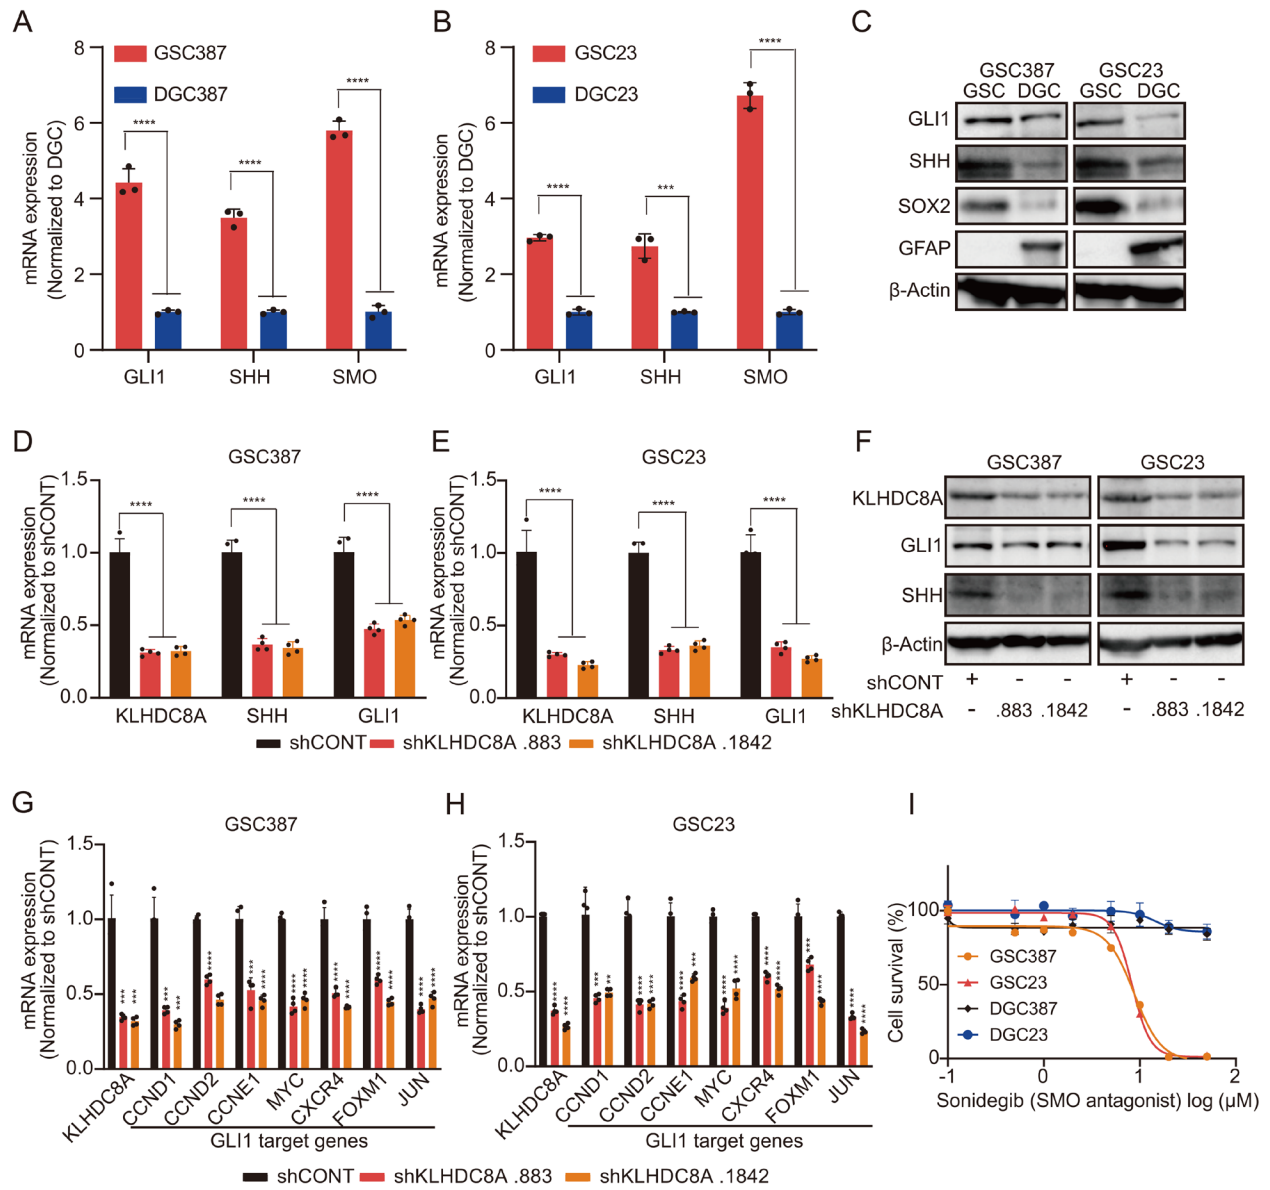 A
mRNA expression
(Normalized to DGC)
8
6
4
2
0
GSC387
DGC387
****
****
****
GLI1 SHH SMO
B
mRNA expression
(Normalized to DGC)
8
6
4
2
0
GSC23
DGC23
****
***
****
GLI1 SHH SMO
C
GSC387 GSC23
GSC DGC GSC DGC
GLI1
SHH
SOX2
GFAP
β-Actin
D
GSC387
mRNA expression
(Normalized to shCONT)
1.5
1.0
0.5
0.0
****
****
****
KLHDC8A SHH GLI1
E
GSC23
mRNA expression
(Normalized to shCONT)
1.5
1.0
0.5
0.0
****
****
****
KLHDC8A SHH GLI1
shCONT shKLHDC8A .883 shKLHDC8A .1842
F
GSC387 GSC23
KLHDC8A
GLI1
SHH
β-Actin
shCONT + - - + - -
shKLHDC8A - .883 .1842 - .883 .1842
G
GSC387
mRNA expression
(Normalized to shCONT)
1.5
1.0
0.5
0.0
KLHDC8A CCND1 CCND2 CCNE1 MYC CXCR4 FOXM1 JUN
GLI1 target genes
H
GSC23
mRNA expression
(Normalized to shCONT)
1.5
1.0
0.5
0.0
KLHDC8A CCND1 CCND2 CCNE1 MYC CXCR4 FOXM1 JUN
GLI1 target genes
shCONT shKLHDC8A .883 shKLHDC8A .1842
I
Cell survival (%)
100
50
0
GSC387
GSC23
DGC387
DGC23
-1 0 1 2
Sonidegib (SMO antagonist) log (μM)